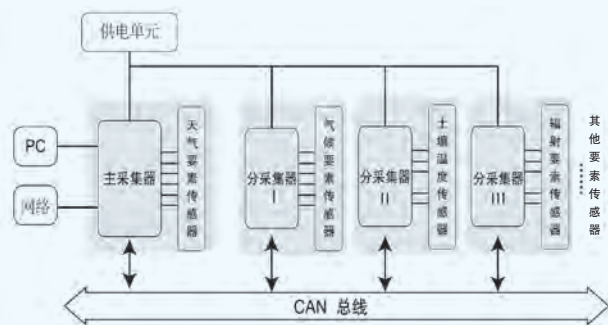 供电单元
PC
网络
主采集器
天气要素传感器
分采集器
I
气候要素传感器
分采集器
II
土壤温度传感器
分采集器
III
辐射要素传感器
其他要素传感器
CAN 总线